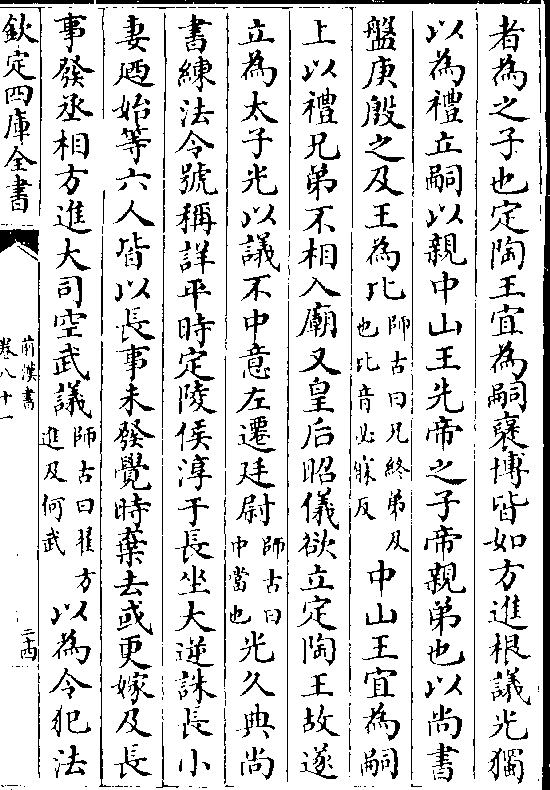 者為之子也定陶王宜為嗣褒博皆如方進根議光獨
以為禮立嗣以親中山王先帝之子帝親弟也以尚書
盤庚殷之及王為比師古曰兄終弟及也比音必寐反中山王宜為嗣
上以禮兄弟不相入廟又皇后昭儀欲立定陶王故遂
立為太子光以議不中意左遷廷尉師古曰中當也光久典尚
書練法令號稱詳平時定陵侯淳于長坐大逆誅長小
妻廼始等六人皆以長事未發覺時棄去或更嫁及長
事發丞相方進大司空武議師古曰翟方進及何武以為令犯法
欽定四庫全書
前漢書
卷八十一
二十四